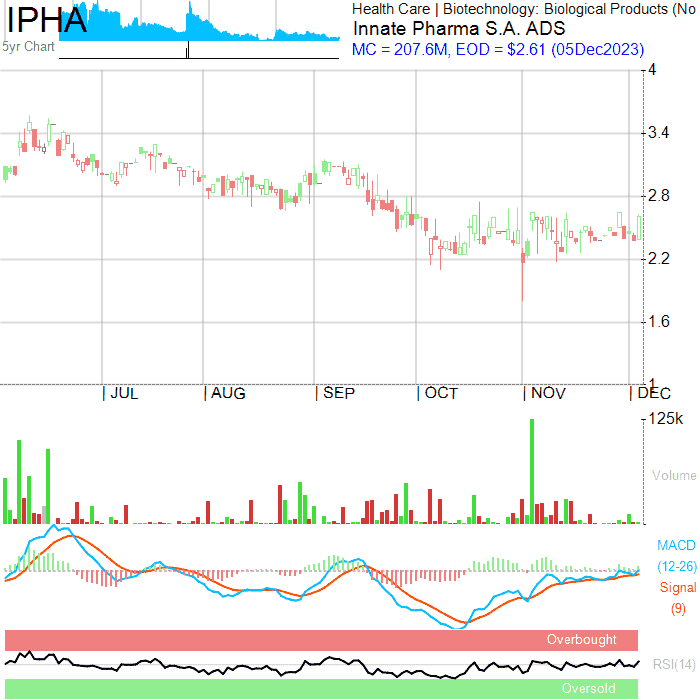 IPHA
5yr Chart
Health Care | Biotechnology: Biological Products (No
Innate Pharma S.A. ADS
MC = 207.6M, EOD = $2.61 (05Dec2023)
4
3.4
2.8
2.2
1.6
1
| JUL | AUG | SEP | OCT | NOV | DEC
125k
Volume
MACD
(12-26)
Signal
(9)
Overbought
RSI(14)
Oversold